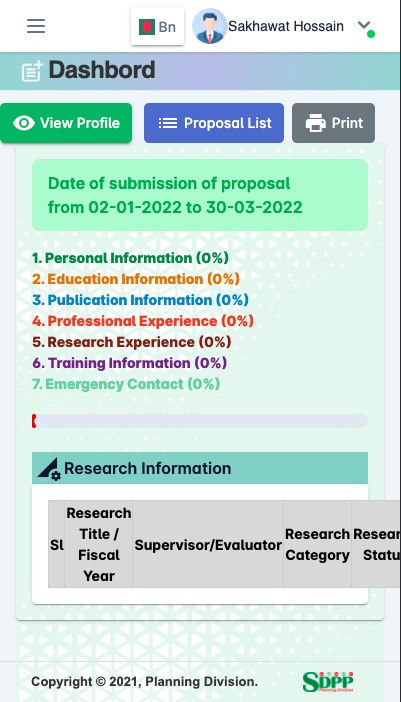 Bn
Sakhawat Hossain
Dashbord
View Profile
Proposal List
Print
Date of submission of proposal
from 02-01-2022 to 30-03-2022
1. Personal Information (0%)
2. Education Information (0%)
3. Publication Information (0%)
4. Professional Experience (0%)
5. Research Experience (0%)
6. Training Information (0%)
7. Emergency Contact (0%)
Research Information
Sl
Research
Title /
Fiscal
Year
Supervisor/Evaluator
Research
Category
Resear
Statu
Copyright © 2021, Planning Division.
SDPP
Planning Division